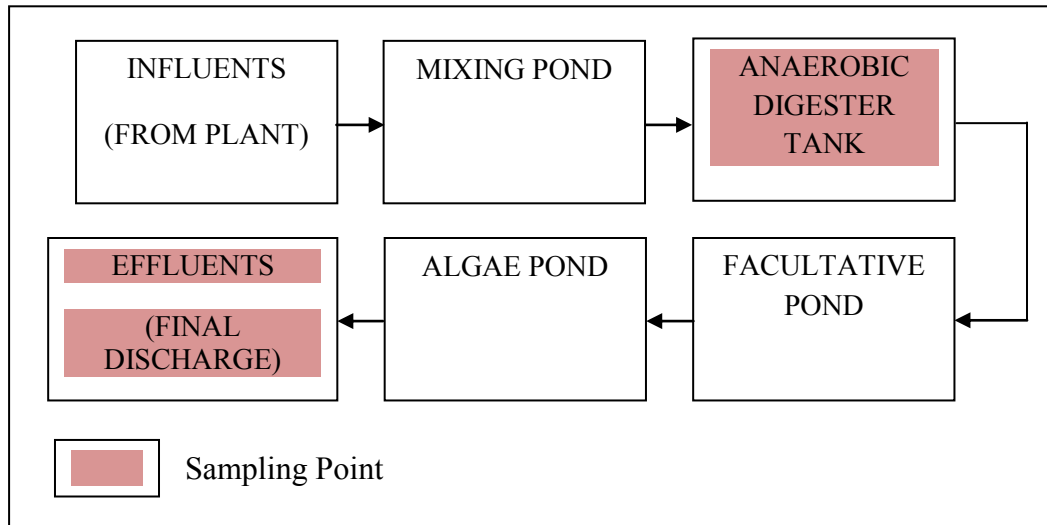 INFLUENTS
(FROM PLANT)
MIXING POND
ANAEROBIC
DIGESTER
TANK
EFFLUENTS
(FINAL
DISCHARGE)
ALGAE POND
FACULTATIVE
POND
Sampling Point